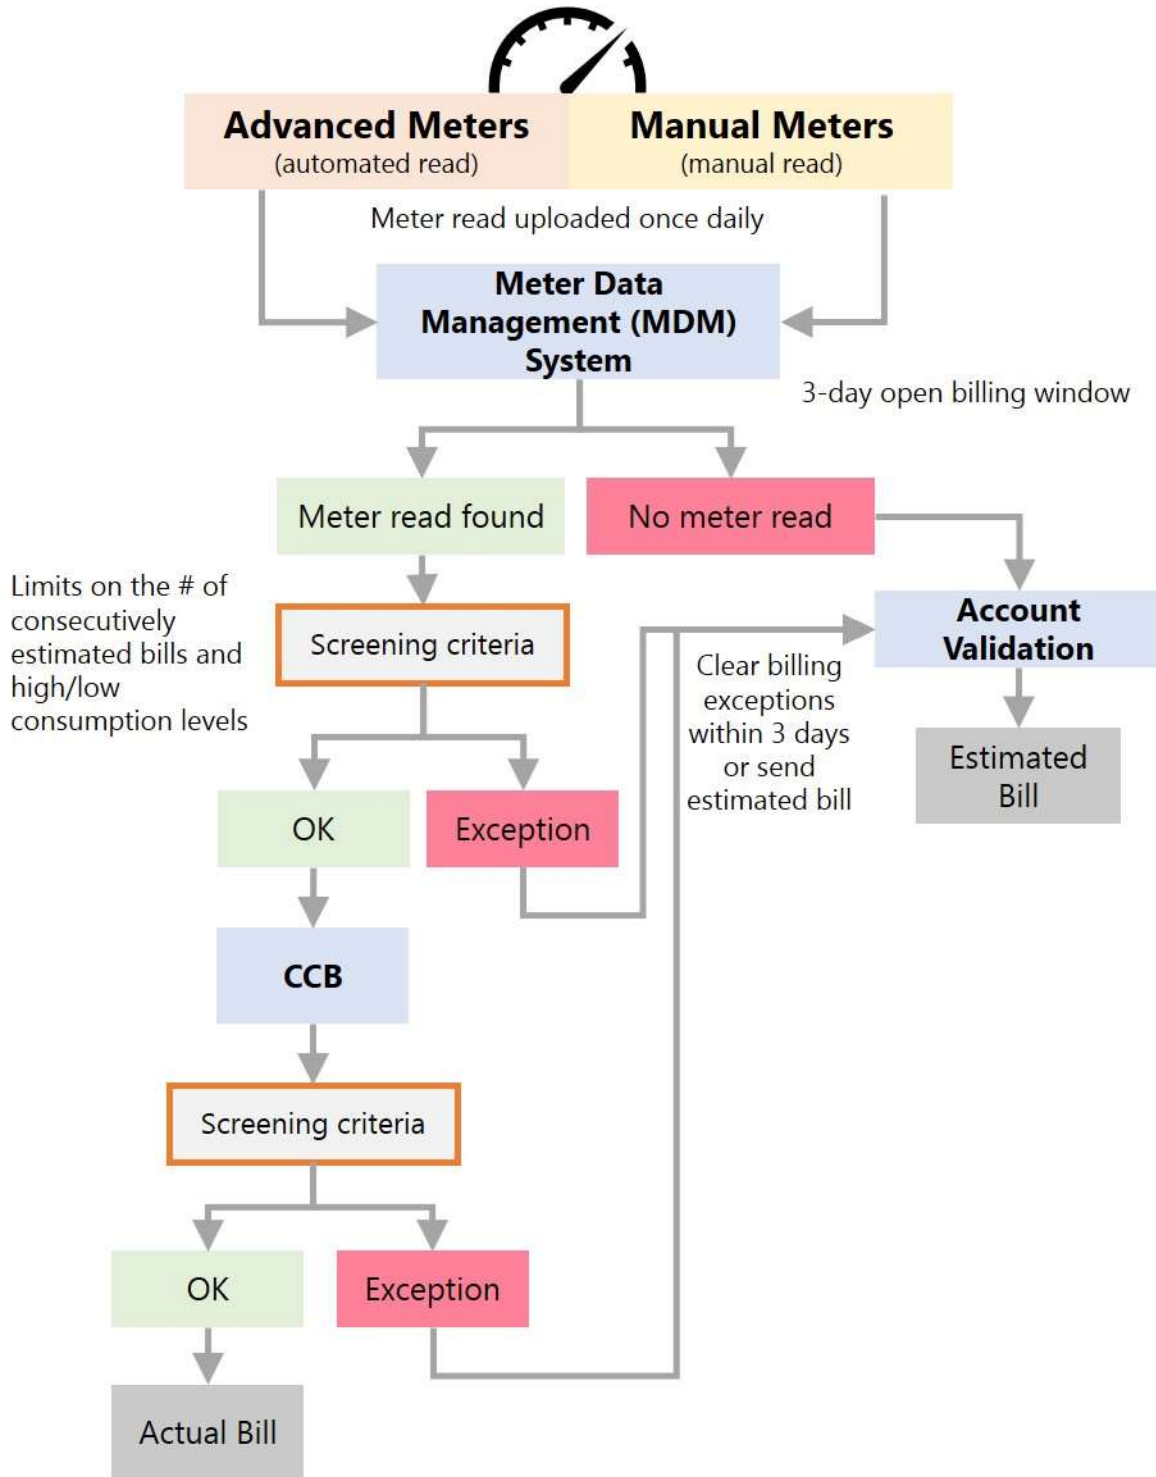 Advanced Meters
(automated read)
Manual Meters
(manual read)
Meter read uploaded once daily
Meter Data
Management (MDM)
System
3-day open billing window
Meter read found
No meter read
Limits on the # of
consecutively
estimated bills and
high/low
consumption levels
Screening criteria
Account
Validation
Clear billing
exceptions
within 3 days
or send
estimated bill
Estimated
Bill
OK
Exception
CCB
Screening criteria
OK
Exception
Actual Bill